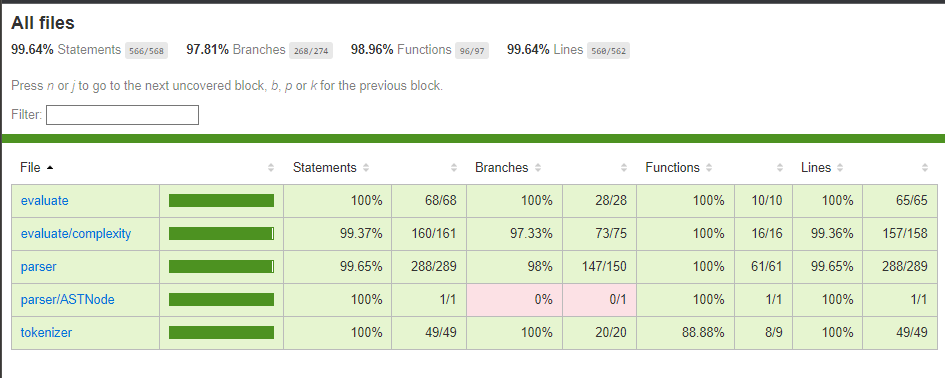 All files
99.64% Statements 566/568 97.81% Branches 268/274 98.96% Functions 96/97 99.64% Lines 560/562
Press n or j to go to the next uncovered block, b, p or k for the previous block.
Filter:
File Statements Branches Functions Lines
evaluate 100% 68/68 100% 28/28 100% 10/10 100% 65/65
evaluate/complexity 99.37% 160/161 97.33% 73/75 100% 16/16 99.36% 157/158
parser 99.65% 288/289 98% 147/150 100% 61/61 99.65% 288/289
parser/ASTNode 100% 1/1 0% 0/1 100% 1/1 100% 1/1
tokenizer 100% 49/49 100% 20/20 88.88% 8/9 100% 49/49